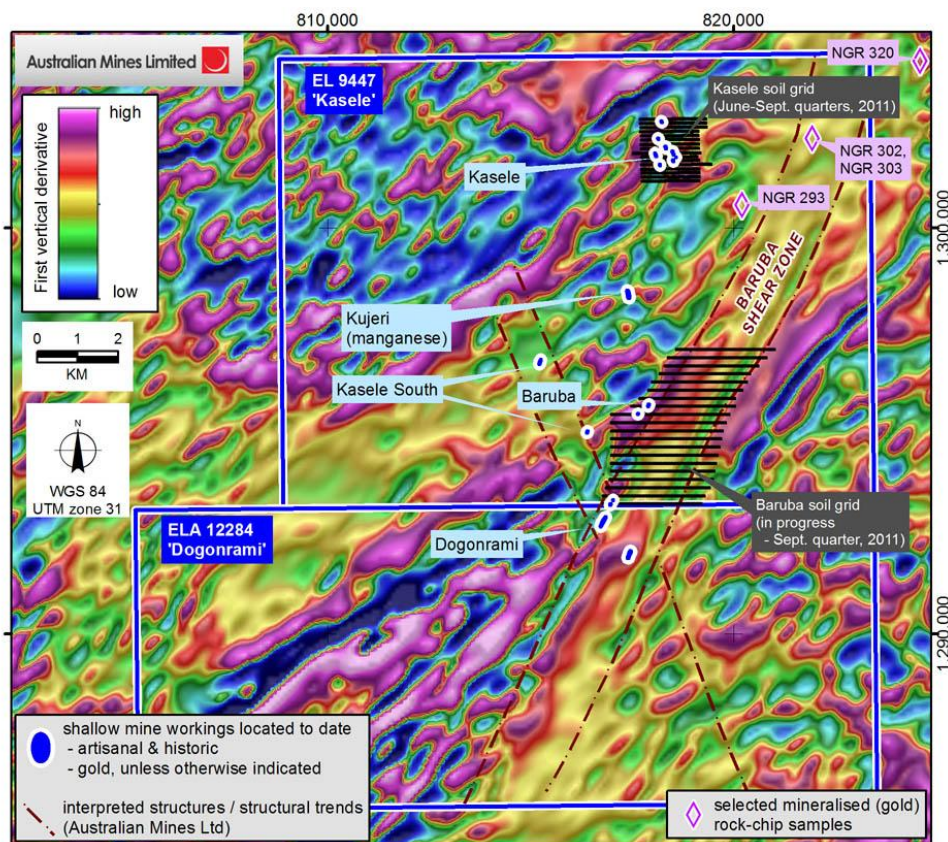 810,000
820,000
Australian Mines Limited
NGR 320
EL 9447
'Kasele'
Kasele soil grid
(June-Sept. quarters, 2011)
high
First vertical derivative
low
NGR 302,
NGR 303
Kasele
NGR 293
1,300,000
BARUBA
SHEAR ZONE
0 1 2
KM
Kujeri
(manganese)
Kasele South
Baruba
N
WGS 84
UTM zone 31
Baruba soil grid
(in progress
- Sept. quarter, 2011)
ELA 12284
'Dogonrami'
Dogonrami
1,290,000
shallow mine workings located to date
- artisanal & historic
- gold, unless otherwise indicated
interpreted structures / structural trends
(Australian Mines Ltd)
selected mineralised (gold)
rock-chip samples